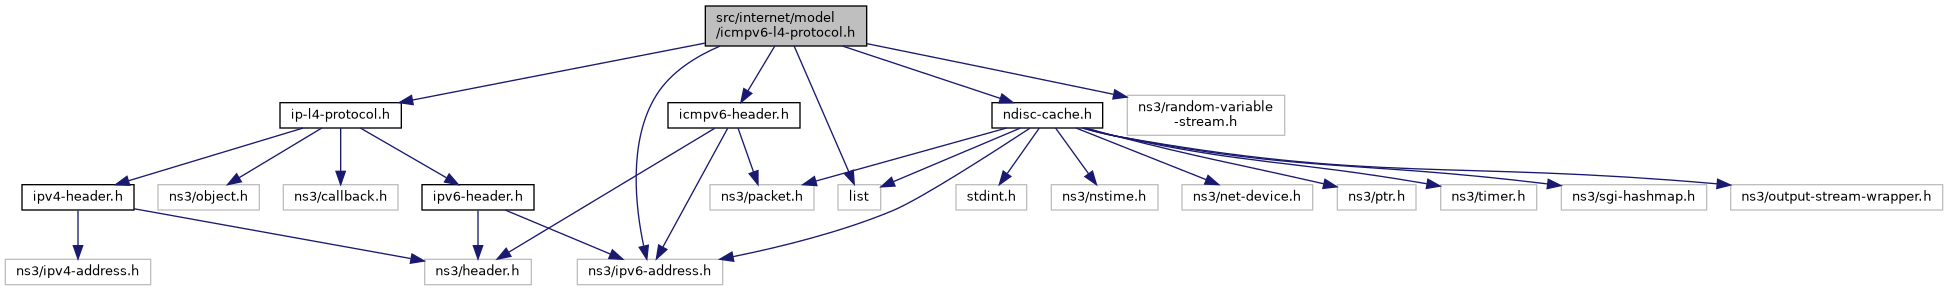 src/internet/model
/icmpv6-l4-protocol.h
ip-l4-protocol.h
icmpv6-header.h
ndisc-cache.h
ns3/random-variable
-stream.h
ipv4-header.h
ns3/object.h
ns3/callback.h
ipv6-header.h
ns3/packet.h
list
stdint.h
ns3/nstime.h
ns3/net-device.h
ns3/ptr.h
ns3/timer.h
ns3/sgi-hashmap.h
ns3/output-stream-wrapper.h
ns3/ipv4-address.h
ns3/header.h
ns3/ipv6-address.h